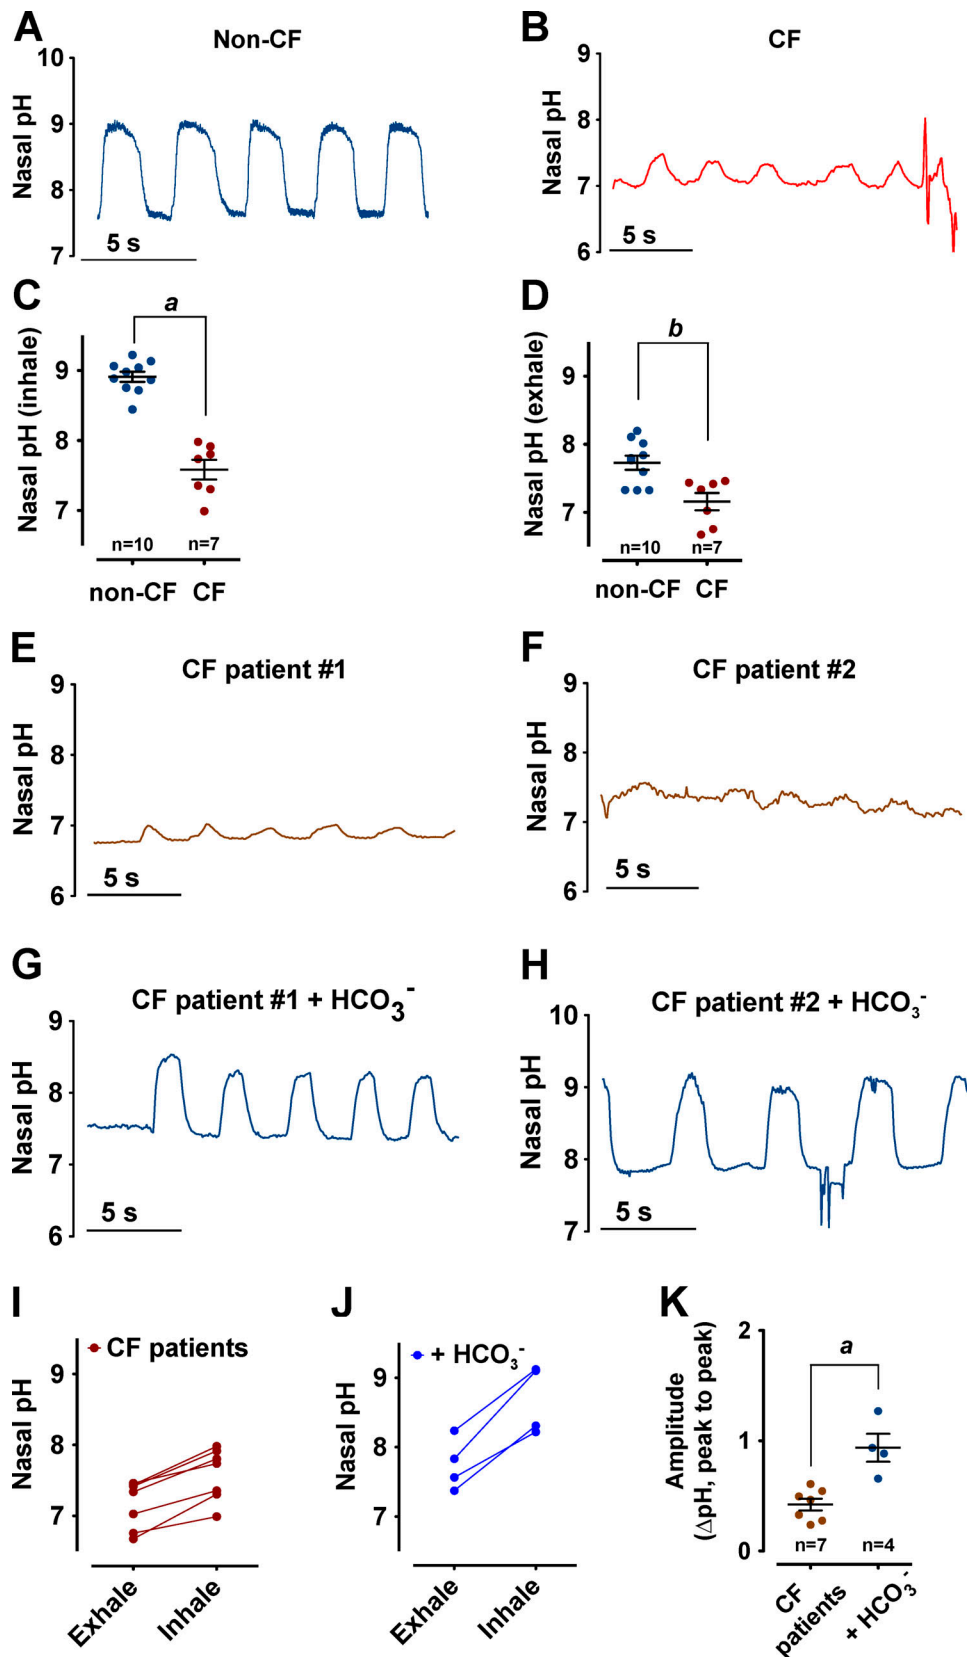 A
Non-CF
Nasal pH
10
9
8
7
5 s
B
CF
Nasal pH
9
8
7
6
5 s
C
a
Nasal pH (inhale)
9
8
7
n=10
n=7
non-CF
CF
D
b
Nasal pH (exhale)
9
8
7
n=10
n=7
non-CF
CF
E
CF patient #1
Nasal pH
9
8
7
6
5 s
F
CF patient #2
Nasal pH
9
8
7
6
5 s
G
CF patient #1 + HCO₃⁻
Nasal pH
9
8
7
6
5 s
H
CF patient #2 + HCO₃⁻
Nasal pH
10
9
8
7
5 s
I
CF patients
Nasal pH
9
8
7
Exhale
Inhale
J
+ HCO₃⁻
Nasal pH
9
8
7
Exhale
Inhale
K
a
Amplitude
(ΔpH, peak to peak)
2
1
0
n=7
n=4
CF
patients
+ HCO₃⁻